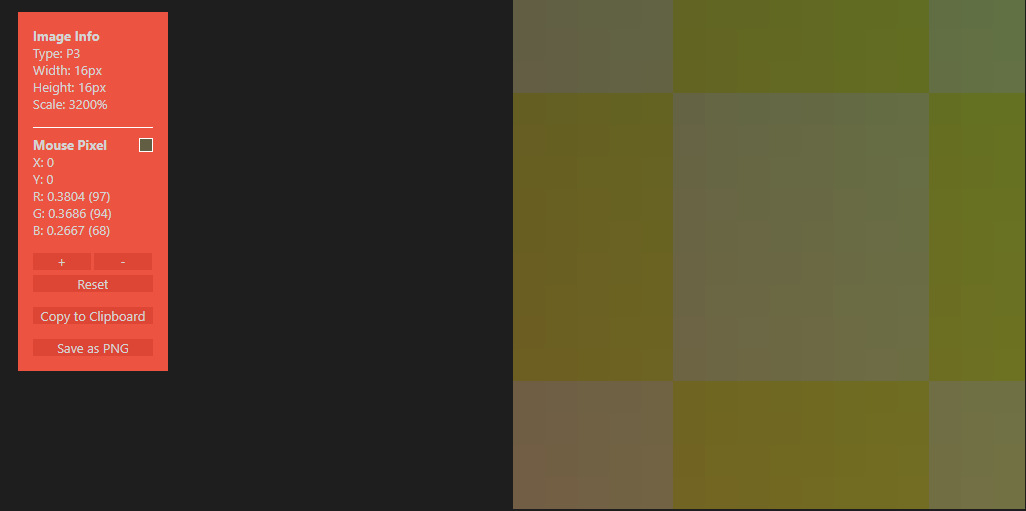 Image Info
Type: P3
Width: 16px
Height: 16px
Scale: 3200%
Mouse Pixel
X: 0
Y: 0
R: 0.3804 (97)
G: 0.3686 (94)
B: 0.2667 (68)
+ -
Reset
Copy to Clipboard
Save as PNG